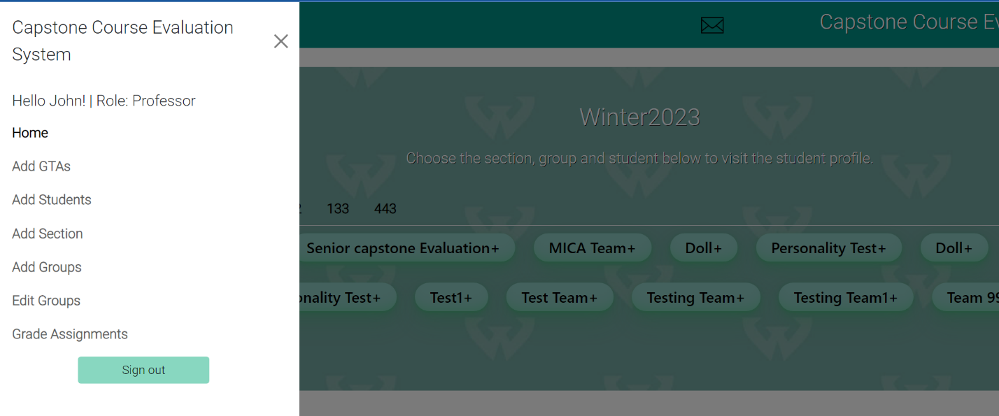 Capstone Course Evaluation
System
Hello John! | Role: Professor
Home
Add GTAs
Add Students
Add Section
Add Groups
Edit Groups
Grade Assignments
Sign out
Capstone Course Ev
Winter2023
Choose the section, group and student below to visit the student profile.
2 133 443
Senior capstone Evaluation+ MICA Team+ Doll+ Personality Test+ Doll+
onality Test+ Test1+ Test Team+ Testing Team+ Testing Team1+ Team 99